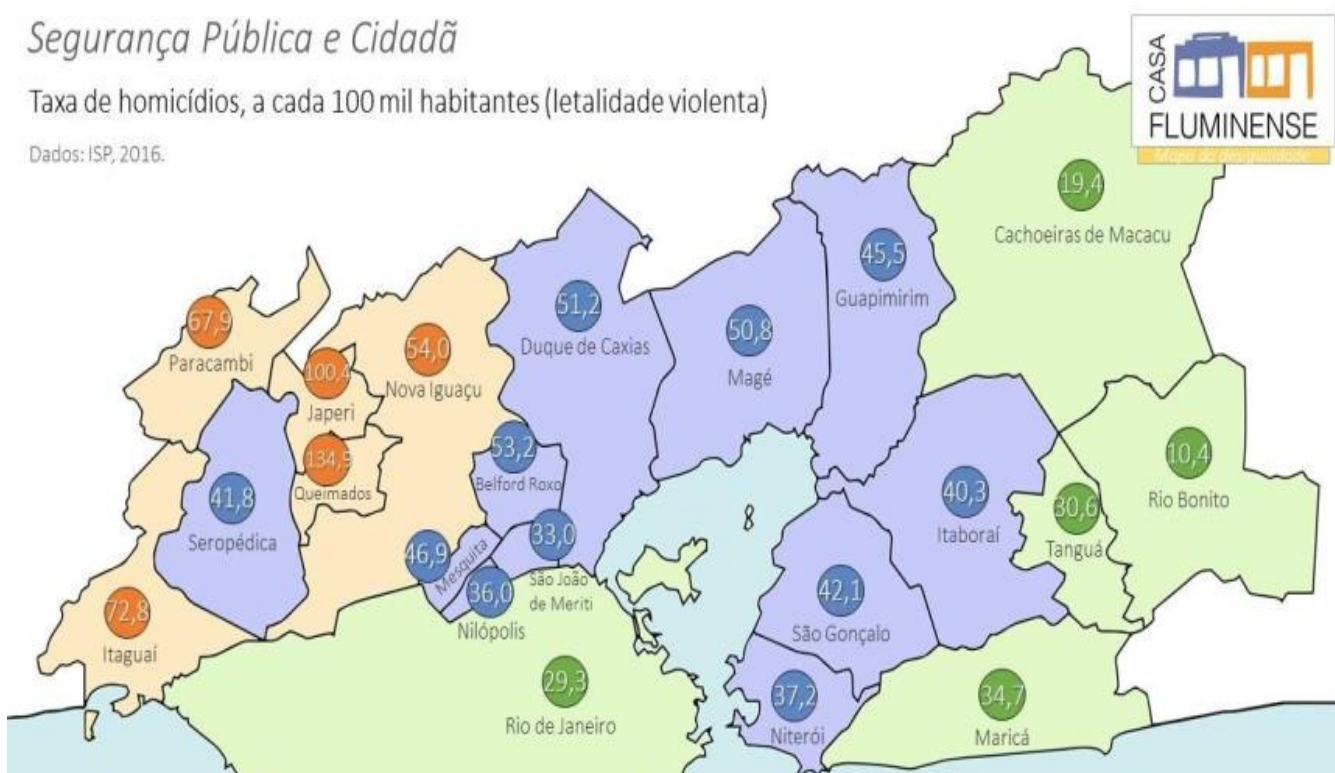 Segurança Pública e Cidadã
Taxa de homicídios, a cada 100 mil habitantes (letalidade violenta)
Dados: ISP, 2016.
CASA
FLUMINENSE
Mapa da desigualdade
19,4
Cachoeiras de Macacu
45,5
Guapimirim
51,2
Duque de Caxias
50,8
Magé
67,9
Paracambi
100,4
Japeri
54,0
Nova Iguaçu
134,9
Queimados
53,2
Belford Roxo
41,8
Seropédica
40,3
Itaboraí
30,6
Tanguá
10,4
Rio Bonito
46,9
Mesquita
33,0
São João
de Meriti
36,0
Nilópolis
42,1
São Gonçalo
72,8
Itaguaí
29,3
Rio de Janeiro
37,2
Niterói
34,7
Maricá